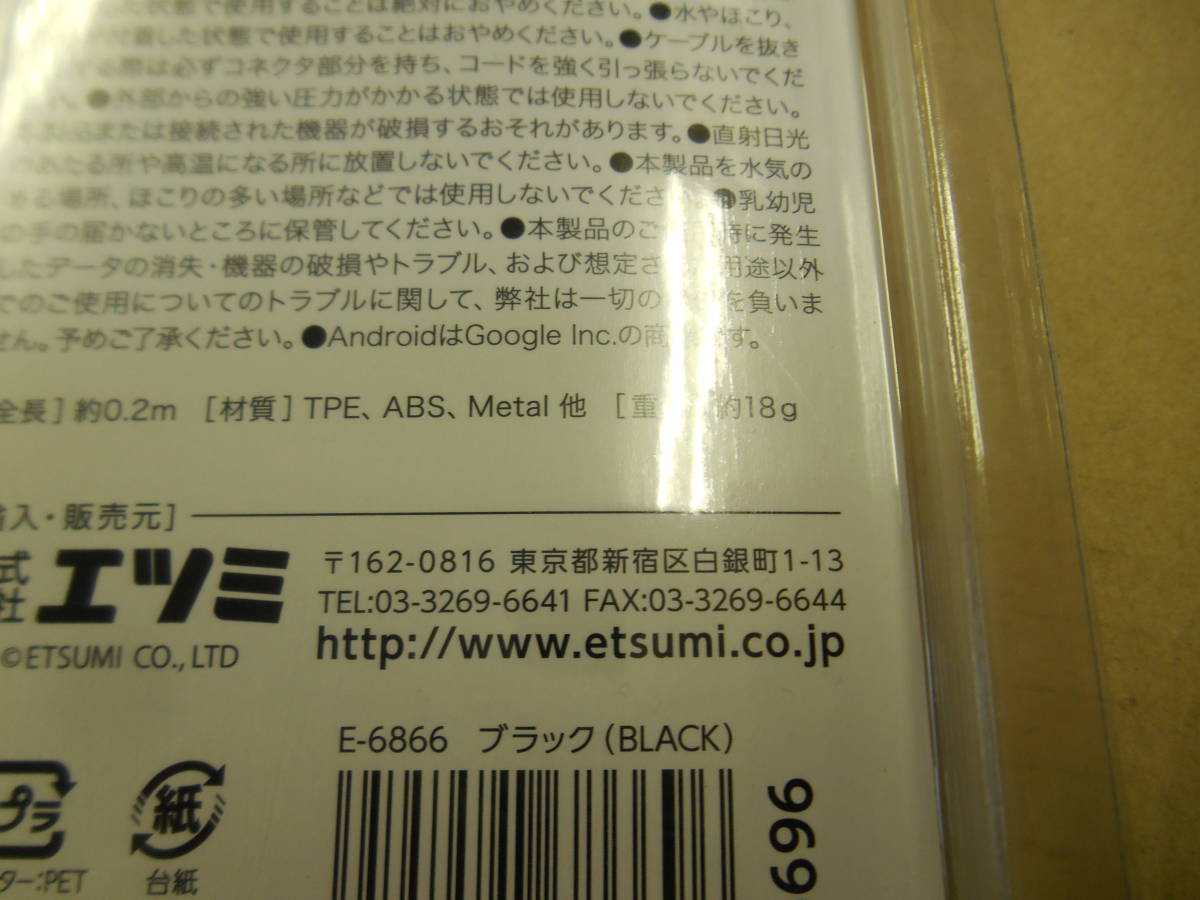 た状態で使用することは絶対におやめください。●水やほこり、
付着した状態で使用することはおやめください。●ケーブルを抜き
際は必ずコネクタ部分を持ち、コードを強く引っ張らないでくだ
●外部からの強い圧力がかかる状態では使用しないでください。
または接続された機器が破損するおそれがあります。●直射日光
あたる所や高温になる所に放置しないでください。●本製品を水気の
る場所、ほこりの多い場所などでは使用しないでください。●乳幼児
の手の届かないところに保管してください。●本製品のご 時に発生
したデータの消失・機器の破損やトラブル、および想定さ 用途以外
でのご使用についてのトラブルに関して、弊社は一切の を負いま
せん。予めご了承ください。●AndroidはGoogle Inc.の商 です。
全長］約0.2m ［材質］TPE、ABS、Metal 他 ［重 約18g
入・販売元］
式
社 エツミ
〒162-0816 東京都新宿区白銀町1-13
TEL:03-3269-6641 FAX:03-3269-6644
©ETSUMI CO., LTD http://www.etsumi.co.jp
E-6866 ブラック（BLACK）
プラ 紙
ター:PET 台紙
696